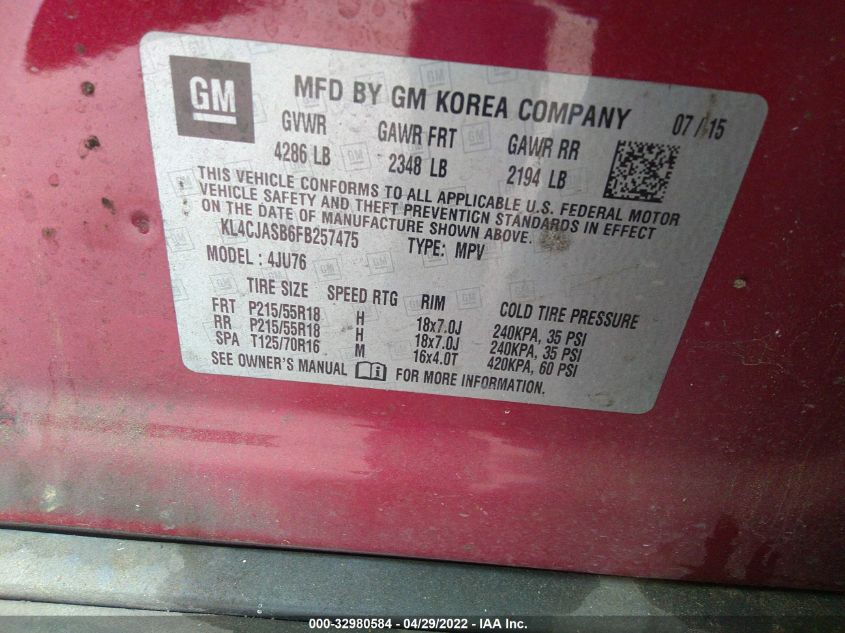 GM MFD BY GM KOREA COMPANY 07 / 15
GVWR GAWR FRT GAWR RR
4286 LB 2348 LB 2194 LB
THIS VEHICLE CONFORMS TO ALL APPLICABLE U.S. FEDERAL MOTOR
VEHICLE SAFETY AND THEFT PREVENTION STANDARDS IN EFFECT
ON THE DATE OF MANUFACTURE SHOWN ABOVE.
KL4CJASB6FB257475 TYPE: MPV
MODEL : 4JU76
TIRE SIZE SPEED RTG RIM COLD TIRE PRESSURE
FRT P215/55R18 H 18x7.0J 240KPA, 35 PSI
RR P215/55R18 H 18x7.0J 240KPA, 35 PSI
SPA T125/70R16 M 16x4.0T 420KPA, 60 PSI
SEE OWNER'S MANUAL FOR MORE INFORMATION.
000-32980584 - 04/29/2022 - IAA Inc.